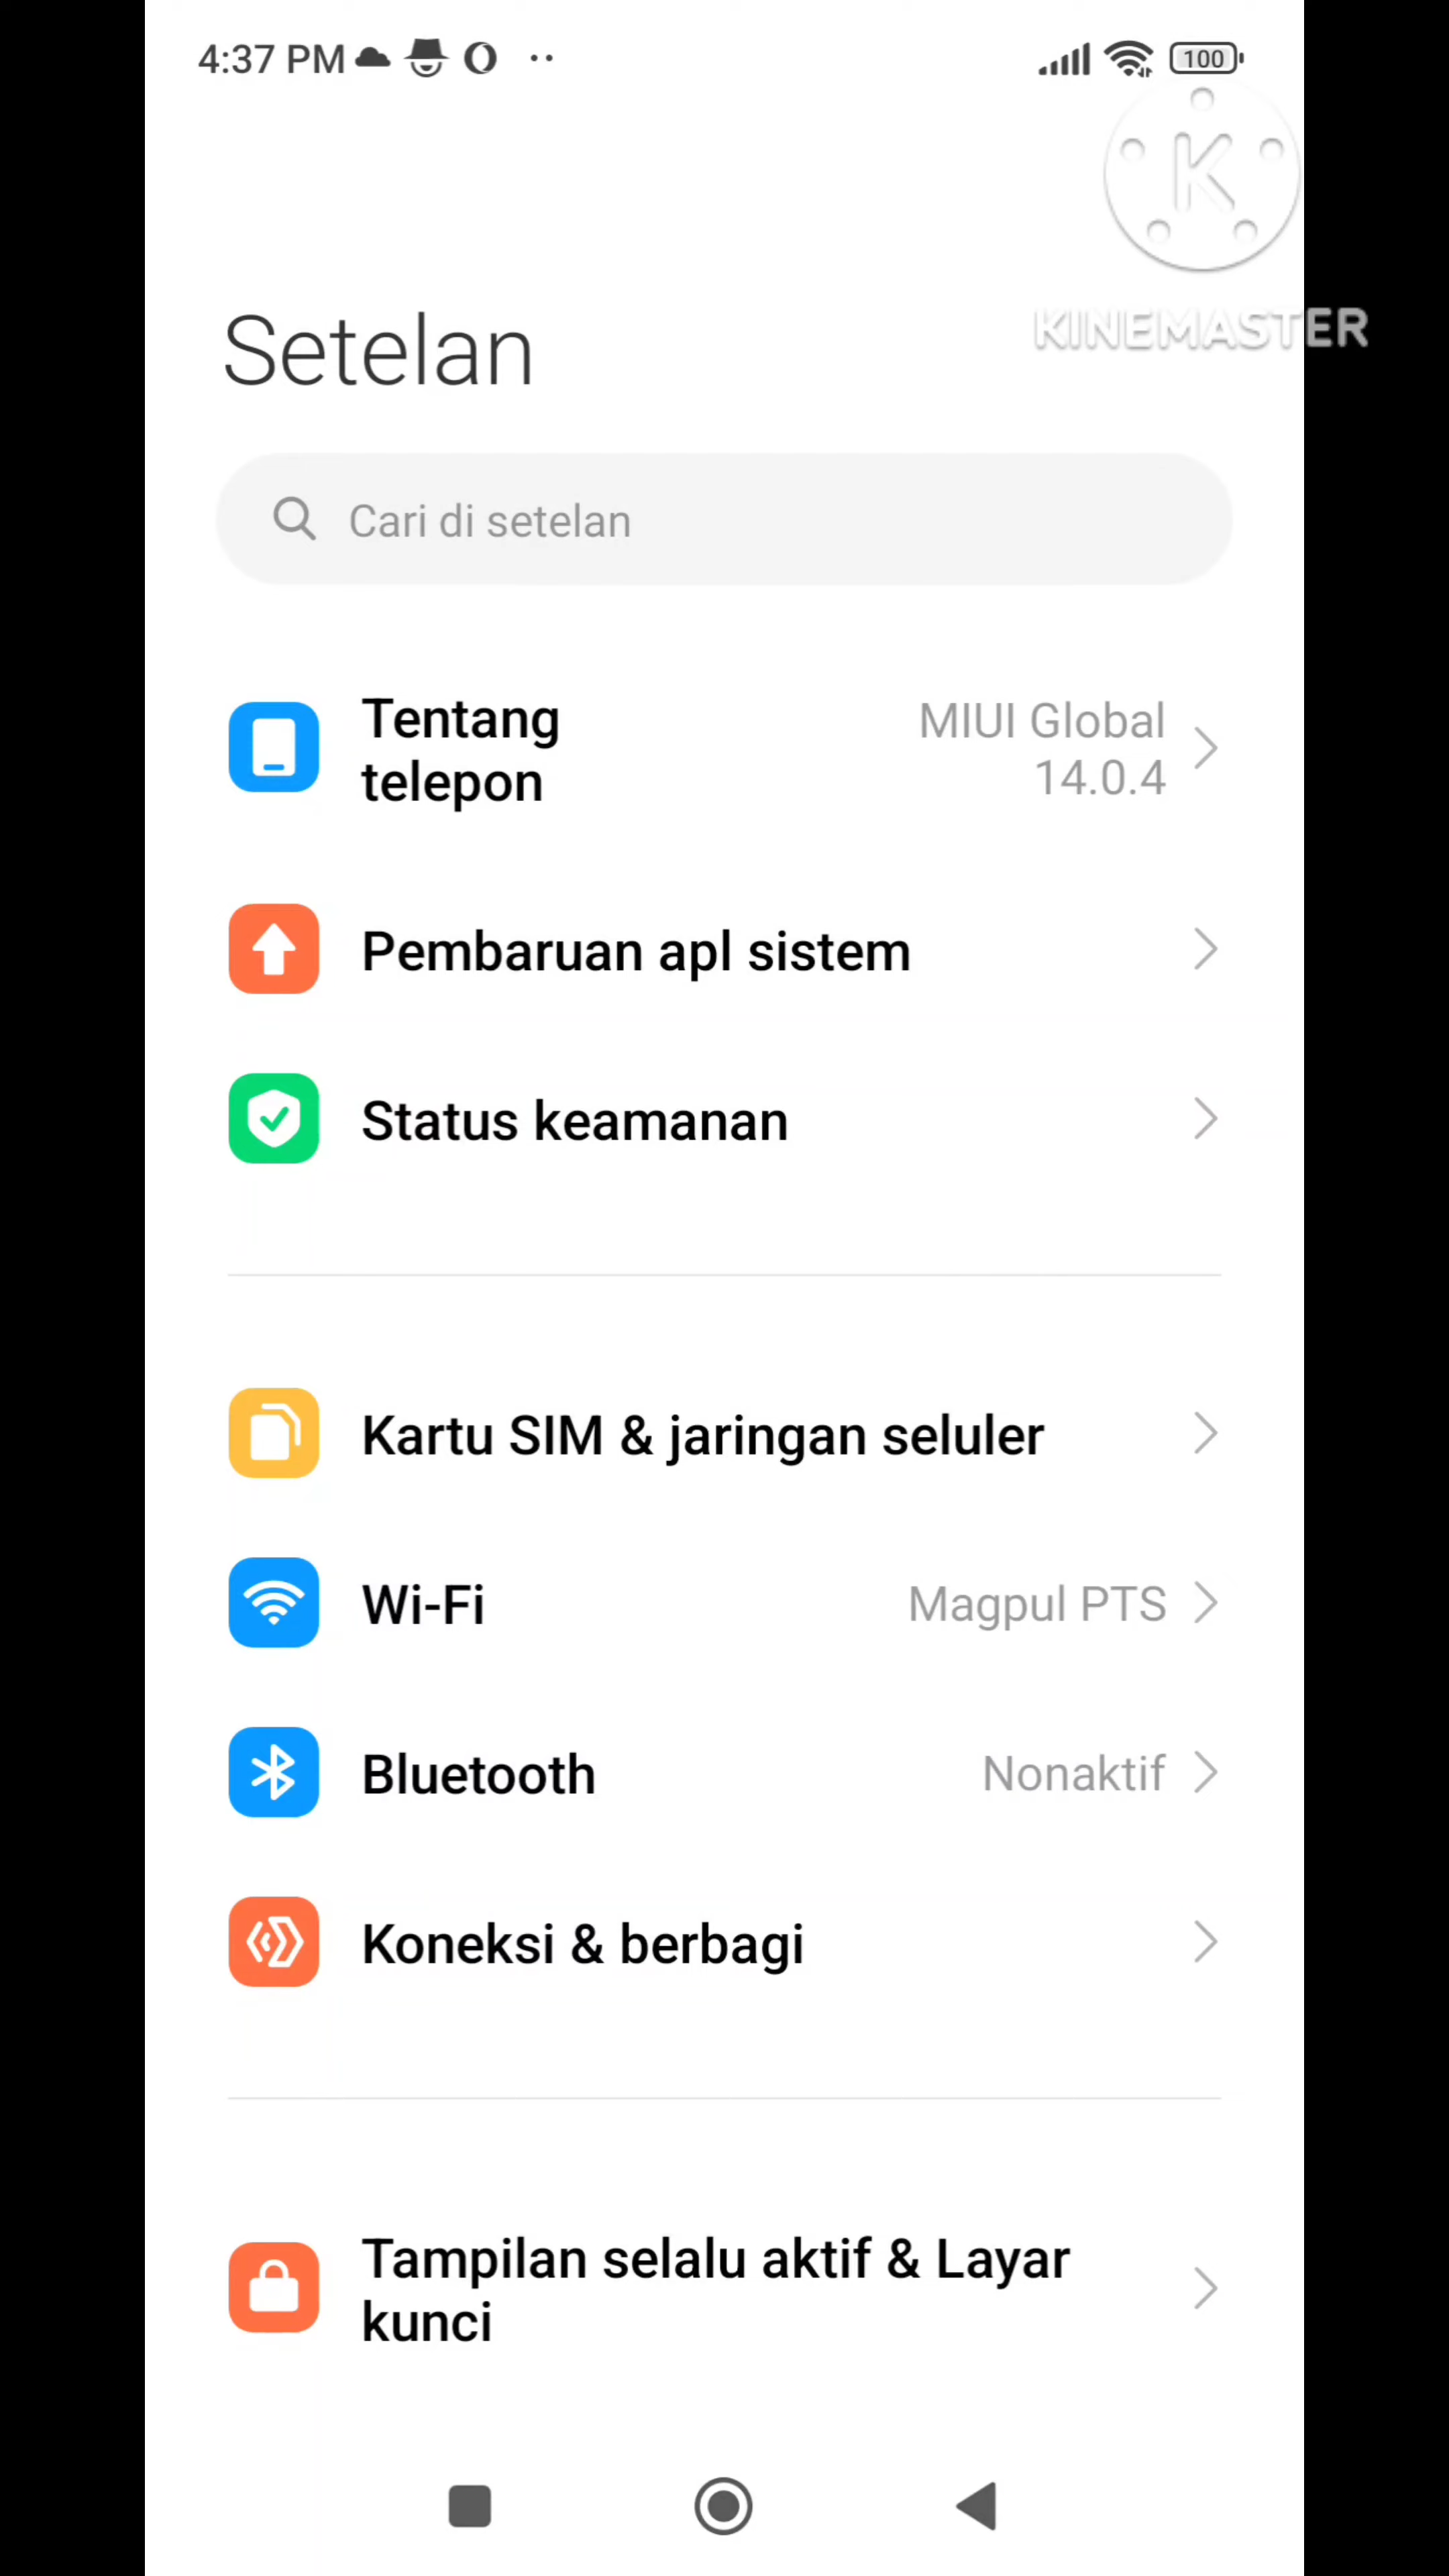 4:37 PM
100
K
KINEMASTER
Setelan
Cari di setelan
Tentang
telepon
MIUI Global
14.0.4
Pembaruan apl sistem
Status keamanan
Kartu SIM & jaringan seluler
Wi-Fi
Magpul PTS
Bluetooth
Nonaktif
Koneksi & berbagi
Tampilan selalu aktif & Layar
kunci